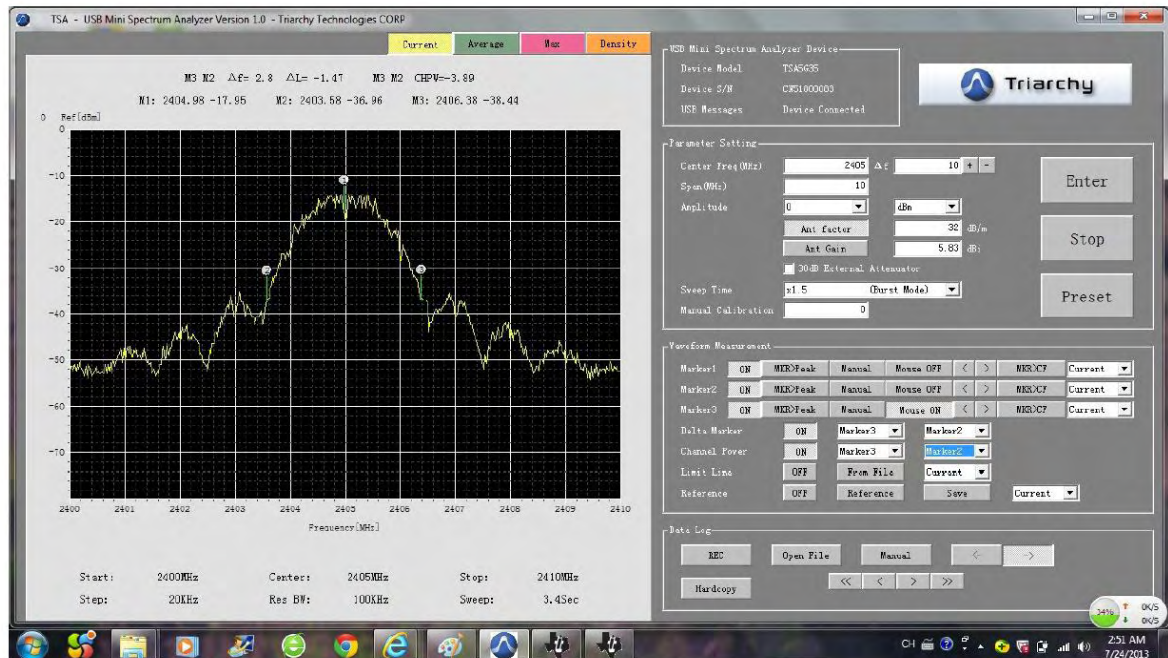 TSA - USB Mini Spectrum Analyzer Version 1.0 - Triarchy Technologies CORP
Current Average Max Density
M3 M2 Δf= 2.8 ΔL= -1.47 M3 M2 CHPW=-3.89
M1: 2404.98 -17.95 M2: 2403.58 -36.96 M3: 2406.38 -38.44
0 Ref[dBm]
0
-10
-20
-30
-40
-50
-60
-70
1
2
3
2400 2401 2402 2403 2404 2405 2406 2407 2408 2409 2410
Frequency[MHz]
Start: 2400MHz Center: 2405MHz Stop: 2410MHz
Step: 20KHz Res BW: 100KHz Sweep: 3.4Sec
USB Mini Spectrum Analyzer Device
Device Model TSA5G35
Device S/N CN51000003
USB Messages Device Connected
Triarchy
Parameter Setting
Center Freq(MHz) 2405 Δf 10 + -
Span(MHz) 10
Amplitude 0 dBm
Ant factor 32 dB/m
Ant Gain 5.83 dBi
30dB External Attenuator
Sweep Time x1.5 (Burst Mode)
Manual Calibration 0
Enter
Stop
Preset
Waveform Measurement
Marker1 ON MKR>Peak Manual Mouse OFF < > MKR>CF Current
Marker2 ON MKR>Peak Manual Mouse OFF < > MKR>CF Current
Marker3 ON MKR>Peak Manual Mouse ON < > MKR>CF Current
Delta Marker ON Marker3 Marker2
Channel Power ON Marker3 Marker2
Limit Line OFF From File Current
Reference OFF Reference Save Current
Data Log
REC Open File Manual <- ->
Hardcopy << < > >>
34% 0K/S
0K/S
CH
2:51 AM
7/24/2013